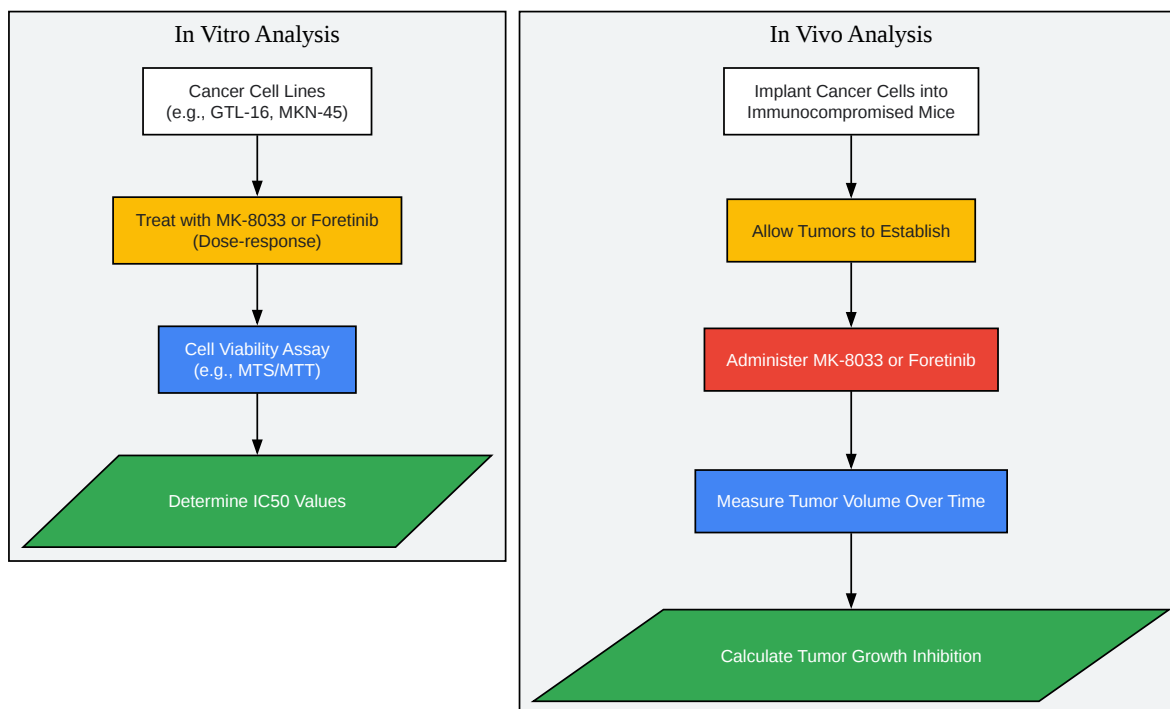 In Vitro Analysis
Cancer Cell Lines
(e.g., GTL-16, MKN-45)
Treat with MK-8033 or Foretinib
(Dose-response)
Cell Viability Assay
(e.g., MTS/MTT)
Determine IC50 Values
In Vivo Analysis
Implant Cancer Cells into
Immunocompromised Mice
Allow Tumors to Establish
Administer MK-8033 or Foretinib
Measure Tumor Volume Over Time
Calculate Tumor Growth Inhibition